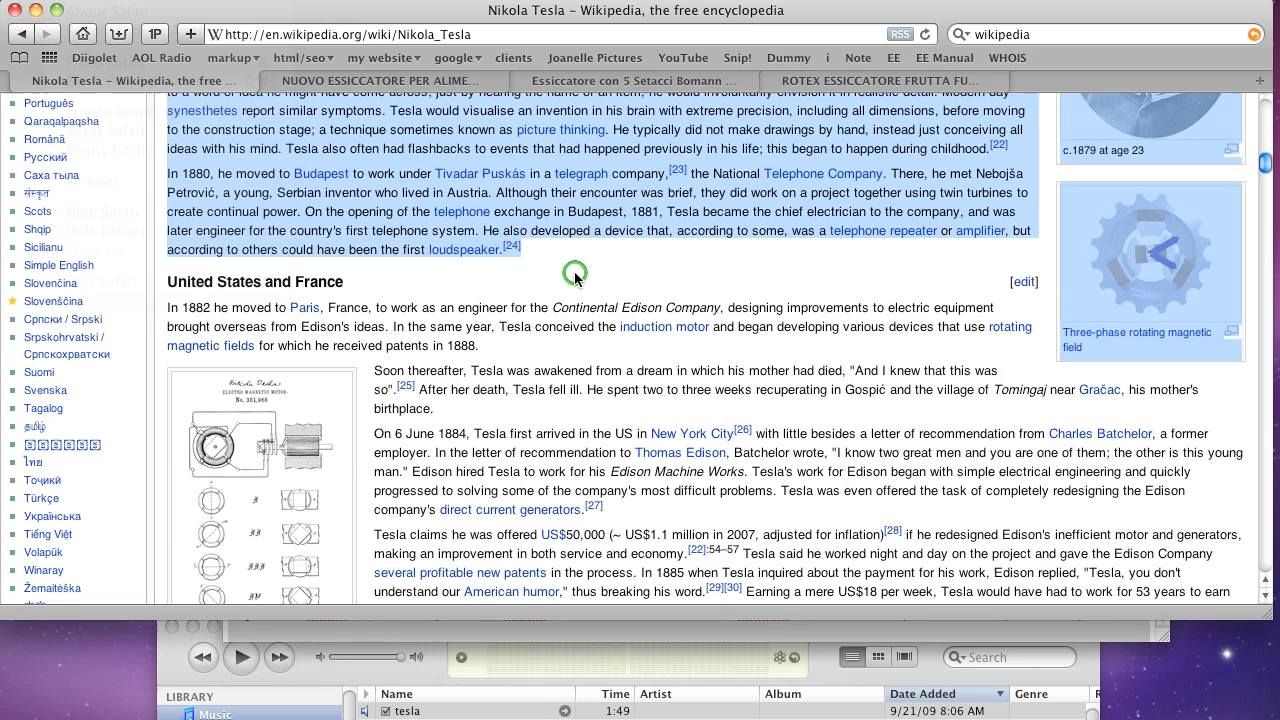 Nikola Tesla – Wikipedia, the free encyclopedia
1P
W http://en.wikipedia.org/wiki/Nikola_Tesla
RSS
wikipedia
Diigolet AOL Radio markup html/seo my website google clients Joanelle Pictures YouTube Snip! Dummy i Note EE EE Manual WHOIS
Nikola Tesla – Wikipedia, the free ...
NUOVO ESSICCATORE PER ALIME...
Essiccatore con 5 Setacci Bomann ...
ROTEX ESSICCATORE FRUTTA FU...
Português
Qaraqalpaqsha
Română
Русский
Саха тыла
संस्कृत
Scots
Shqip
Sicilianu
Simple English
Slovenčina
Slovenščina
Српски / Srpski
Srpskohrvatski /
Српскохрватски
Suomi
Svenska
Tagalog
தமிழ்
ไทย
Тоҷикӣ
Türkçe
Українська
Tiếng Việt
Volapük
Winaray
Žemaitėška
synesthetes report similar symptoms. Tesla would visualise an invention in his brain with extreme precision, including all dimensions, before moving
to the construction stage; a technique sometimes known as picture thinking. He typically did not make drawings by hand, instead just conceiving all
ideas with his mind. Tesla also often had flashbacks to events that had happened previously in his life; this began to happen during childhood.[22]
In 1880, he moved to Budapest to work under Tivadar Puskás in a telegraph company,[23] the National Telephone Company. There, he met Nebojša
Petrović, a young, Serbian inventor who lived in Austria. Although their encounter was brief, they did work on a project together using twin turbines to
create continual power. On the opening of the telephone exchange in Budapest, 1881, Tesla became the chief electrician to the company, and was
later engineer for the country's first telephone system. He also developed a device that, according to some, was a telephone repeater or amplifier, but
according to others could have been the first loudspeaker.[24]
c.1879 at age 23
Three-phase rotating magnetic
field
United States and France
[edit]
In 1882 he moved to Paris, France, to work as an engineer for the Continental Edison Company, designing improvements to electric equipment
brought overseas from Edison's ideas. In the same year, Tesla conceived the induction motor and began developing various devices that use rotating
magnetic fields for which he received patents in 1888.
Nikola Tesla
ELECTRO MAGNETIC MOTOR.
No. 381,968
Soon thereafter, Tesla was awakened from a dream in which his mother had died, "And I knew that this was
so".[25] After her death, Tesla fell ill. He spent two to three weeks recuperating in Gospić and the village of Tomingaj near Gračac, his mother's
birthplace.
On 6 June 1884, Tesla first arrived in the US in New York City[26] with little besides a letter of recommendation from Charles Batchelor, a former
employer. In the letter of recommendation to Thomas Edison, Batchelor wrote, "I know two great men and you are one of them; the other is this young
man." Edison hired Tesla to work for his Edison Machine Works. Tesla's work for Edison began with simple electrical engineering and quickly
progressed to solving some of the company's most difficult problems. Tesla was even offered the task of completely redesigning the Edison
company's direct current generators.[27]
Tesla claims he was offered US$50,000 (~ US$1.1 million in 2007, adjusted for inflation)[28] if he redesigned Edison's inefficient motor and generators,
making an improvement in both service and economy.[22]:54–57 Tesla said he worked night and day on the project and gave the Edison Company
several profitable new patents in the process. In 1885 when Tesla inquired about the payment for his work, Edison replied, "Tesla, you don't
understand our American humor," thus breaking his word.[29][30] Earning a mere US$18 per week, Tesla would have had to work for 53 years to earn
Search
LIBRARY
Music
Name Time Artist Album Date Added Genre
tesla 1:49 9/21/09 8:06 AM